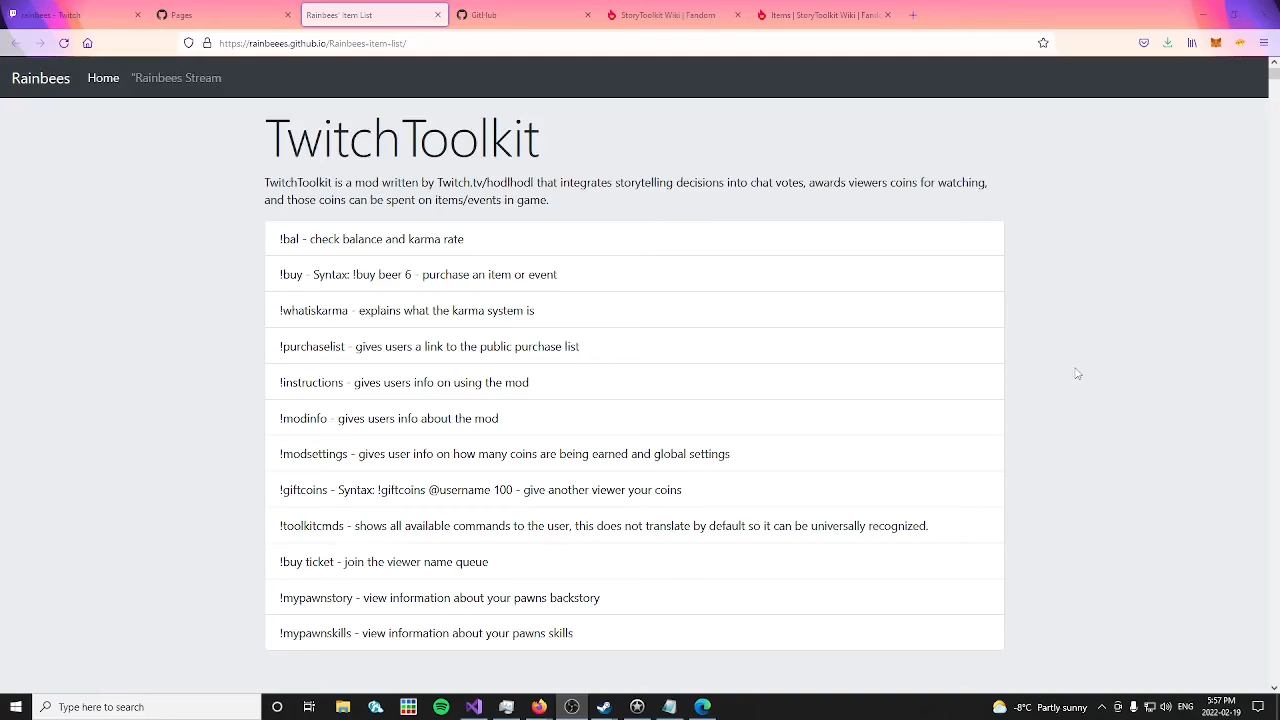 rainbees - Twitch
Pages
Rainbees' Item List
GitHub
StoryToolkit Wiki | Fandom
Items | StoryToolkit Wiki | Fand
https://rainbeees.github.io/Rainbees-item-list/
Rainbees Home "Rainbees Stream
TwitchToolkit
TwitchToolkit is a mod written by Twitch.tv/hodlhodl that integrates storytelling decisions into chat votes, awards viewers coins for watching,
and those coins can be spent on items/events in game.
!bal - check balance and karma rate
!buy - Syntax: !buy beer 6 - purchase an item or event
!whatiskarma - explains what the karma system is
!purchaselist - gives users a link to the public purchase list
!instructions - gives users info on using the mod
!modinfo - gives users info about the mod
!modsettings - gives user info on how many coins are being earned and global settings
!giftcoins - Syntax: !giftcoins @username 100 - give another viewer your coins
!toolkitcmds - shows all available commands to the user, this does not translate by default so it can be universally recognized.
!buy ticket - join the viewer name queue
!mypawnstory - view information about your pawns backstory
!mypawnskills - view information about your pawns skills
Type here to search
-8°C Partly sunny
ENG
5:57 PM
2022-02-19